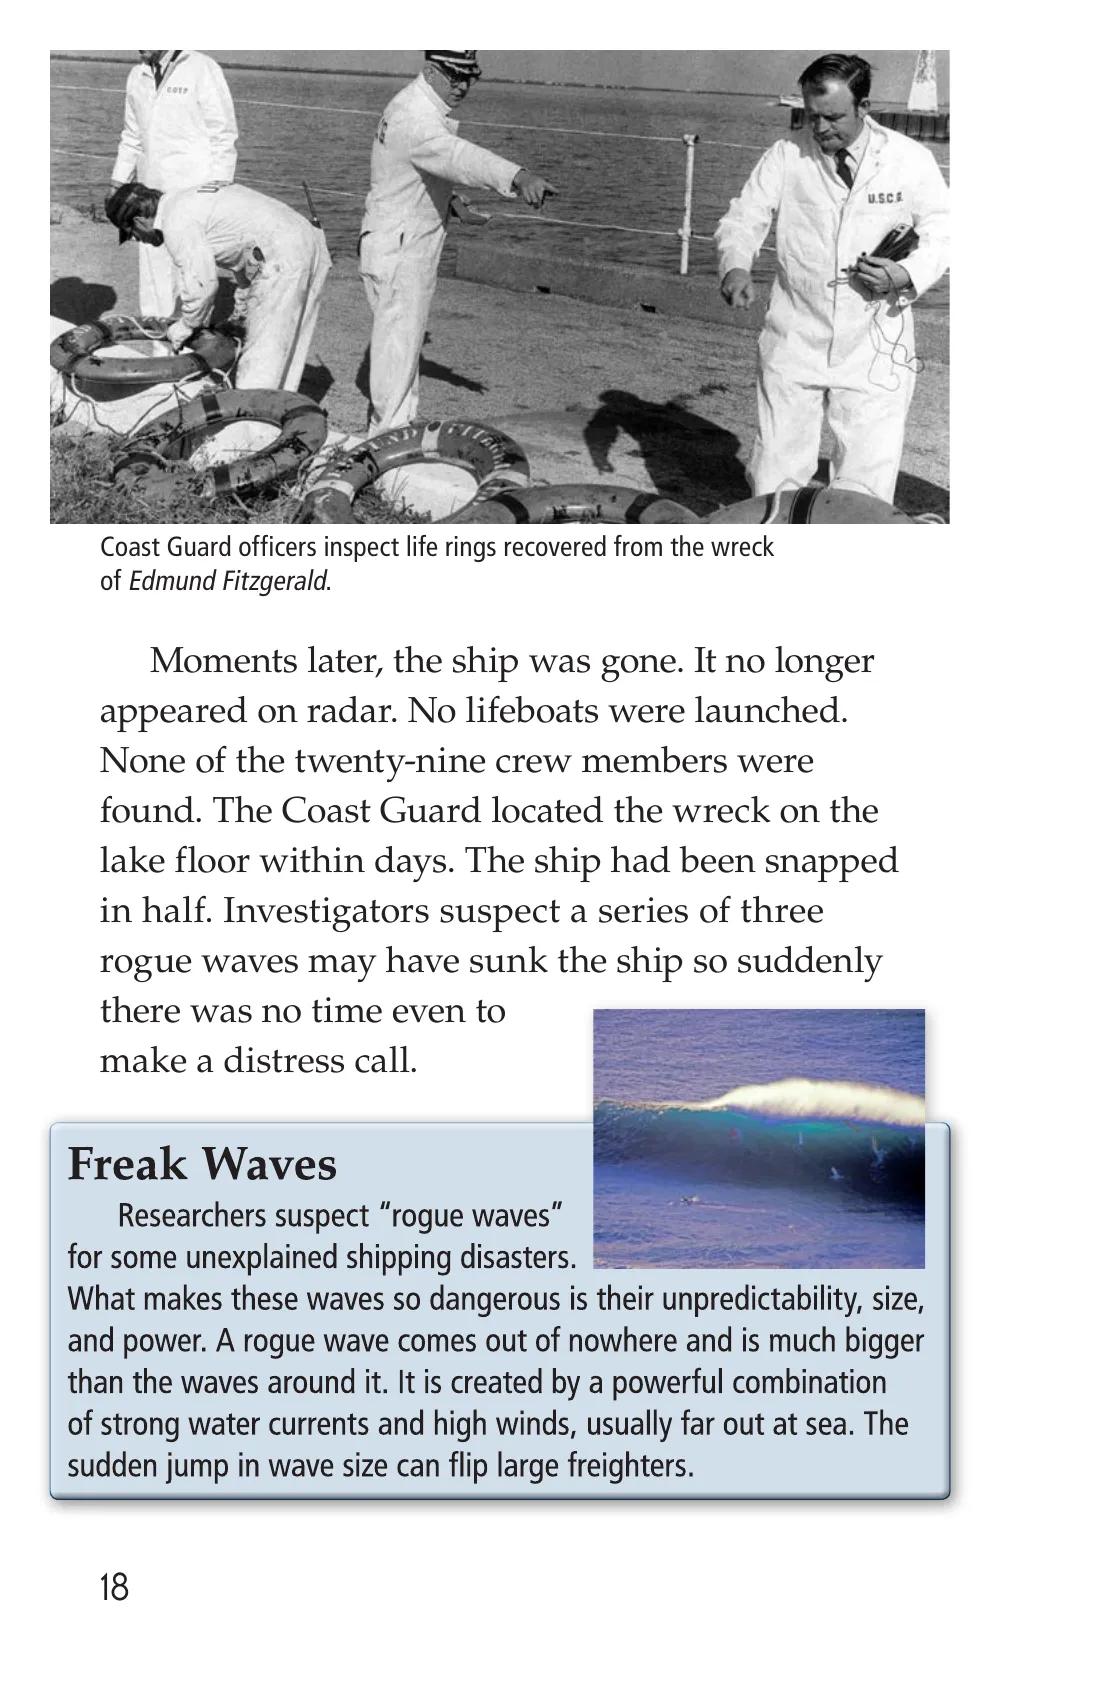 C.O.T.P.
U.S.C.G.
Coast Guard officers inspect life rings recovered from the wreck
of Edmund Fitzgerald.
Moments later, the ship was gone. It no longer
appeared on radar. No lifeboats were launched.
None of the twenty-nine crew members were
found. The Coast Guard located the wreck on the
lake floor within days. The ship had been snapped
in half. Investigators suspect a series of three
rogue waves may have sunk the ship so suddenly
there was no time even to
make a distress call.
Freak Waves
Researchers suspect “rogue waves”
for some unexplained shipping disasters.
What makes these waves so dangerous is their unpredictability, size,
and power. A rogue wave comes out of nowhere and is much bigger
than the waves around it. It is created by a powerful combination
of strong water currents and high winds, usually far out at sea. The
sudden jump in wave size can flip large freighters.
18